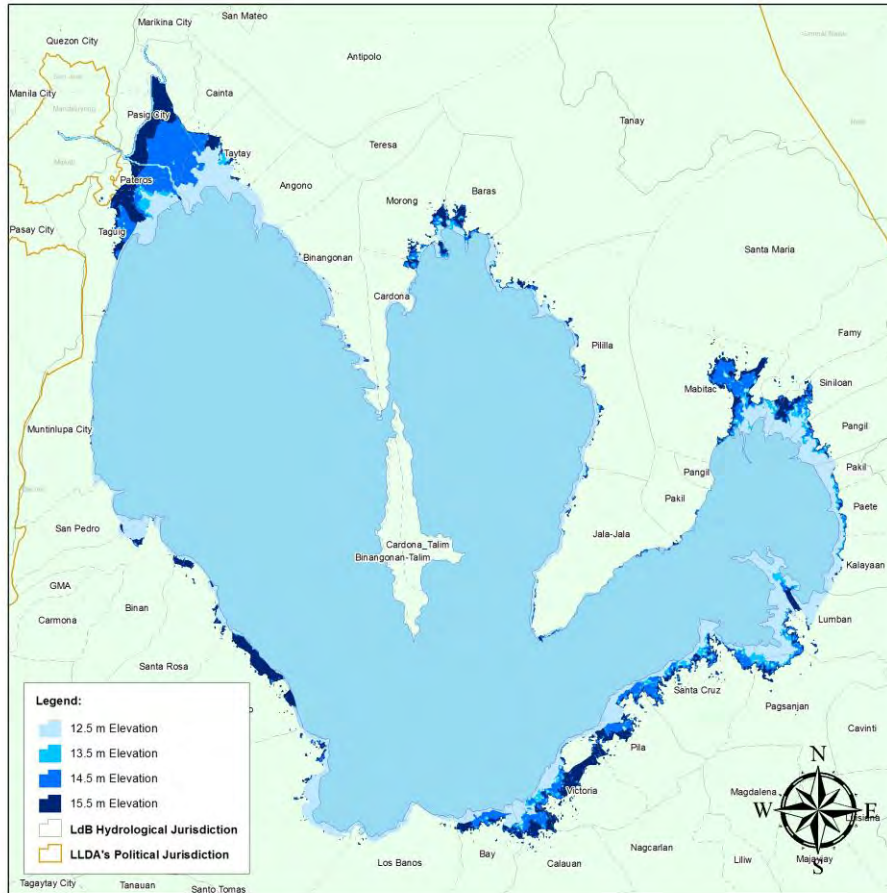 San Mateo
Marikina City
Quezon City
Antipolo
Manila City
Cainta
Pasig City
Tanay
Taytay
Teresa
Pateros
Angono
Morong
Baras
Pasay City
Taguig
Binangonan
Santa Maria
Cardona
Famy
Pililla
Mabitac
Siniloan
Muntinlupa City
Pangil
Pangil
Pakil
Pakil
Paete
San Pedro
Jala-Jala
Cardona_Talim
Binangonan-Talim
Kalayaan
GMA
Binan
Carmona
Lumban
Santa Rosa
Santa Cruz
Pagsanjan
Cavinti
Pila
Victoria
Magdalena
Luisiana
Nagcarlan
Bay
Calauan
Liliw
Majayjay
Los Banos
Tagaytay City
Tanauan
Santo Tomas
Legend:
12.5 m Elevation
13.5 m Elevation
14.5 m Elevation
15.5 m Elevation
LdB Hydrological Jurisdiction
LLDA's Political Jurisdiction
N
W
E
S